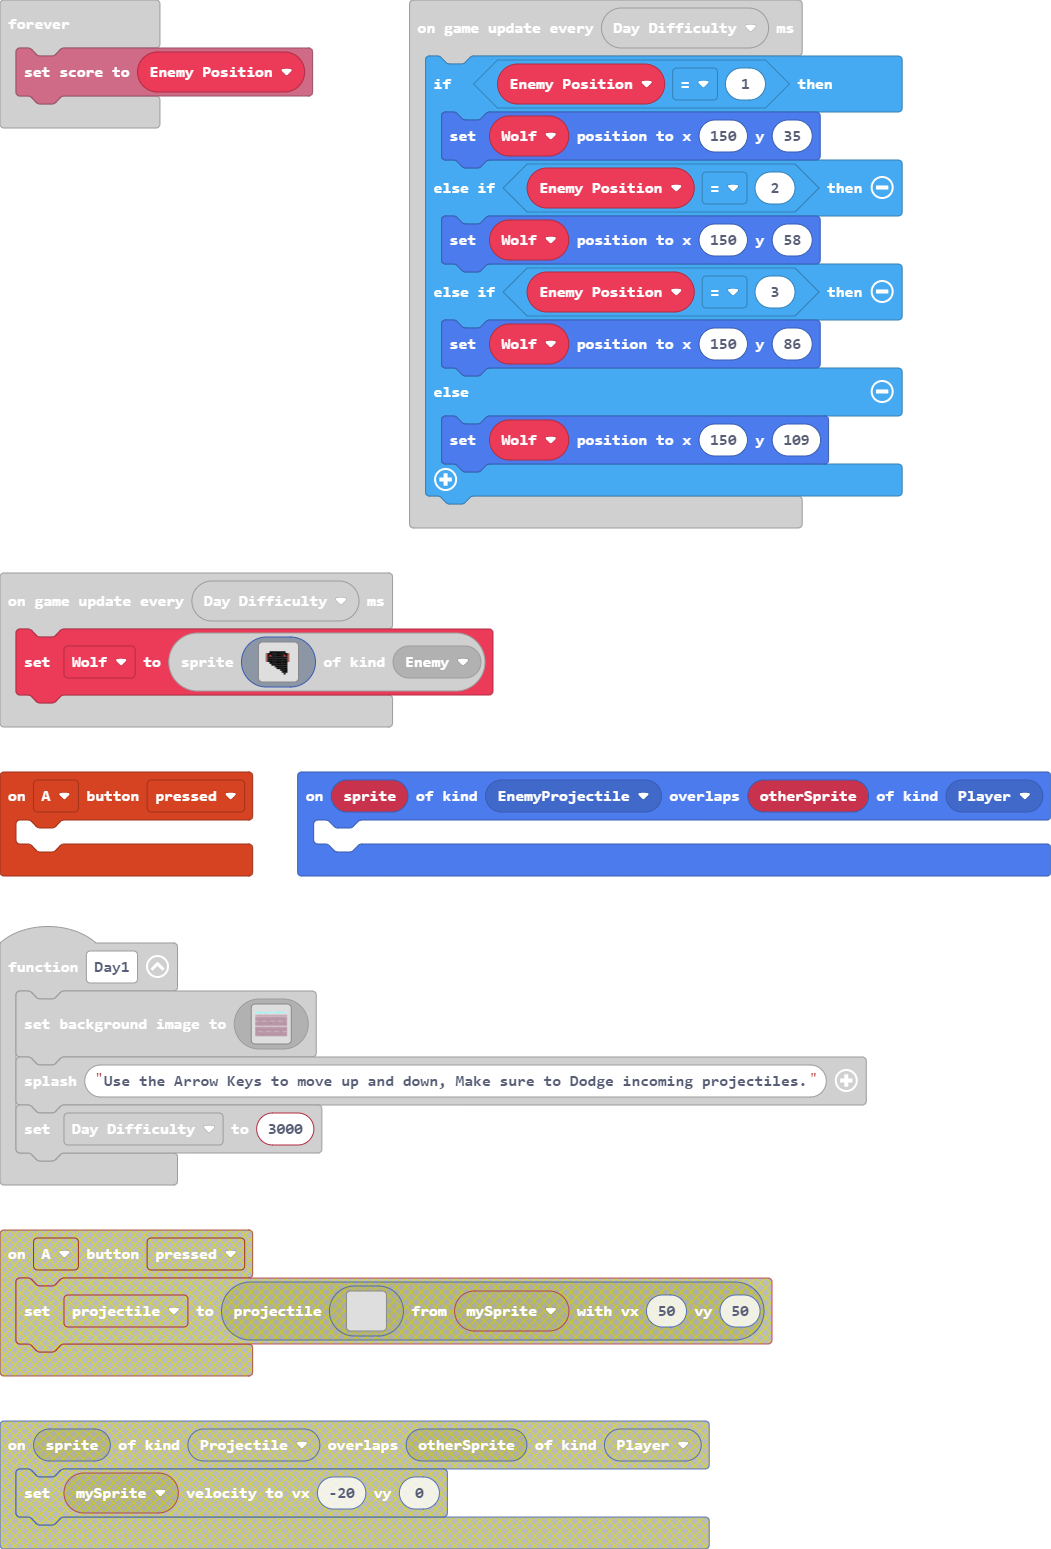 forever
set score to Enemy Position
on game update every Day Difficulty ms
if Enemy Position = 1 then
set Wolf position to x 150 y 35
else if Enemy Position = 2 then
set Wolf position to x 150 y 58
else if Enemy Position = 3 then
set Wolf position to x 150 y 86
else
set Wolf position to x 150 y 109
on game update every Day Difficulty ms
set Wolf to sprite of kind Enemy
on A button pressed
on sprite of kind EnemyProjectile overlaps otherSprite of kind Player
function Day1
set background image to
splash "Use the Arrow Keys to move up and down, Make sure to Dodge incoming projectiles."
set Day Difficulty to 3000
on A button pressed
set projectile to projectile from mySprite with vx 50 vy 50
on sprite of kind Projectile overlaps otherSprite of kind Player
set mySprite velocity to vx -20 vy 0